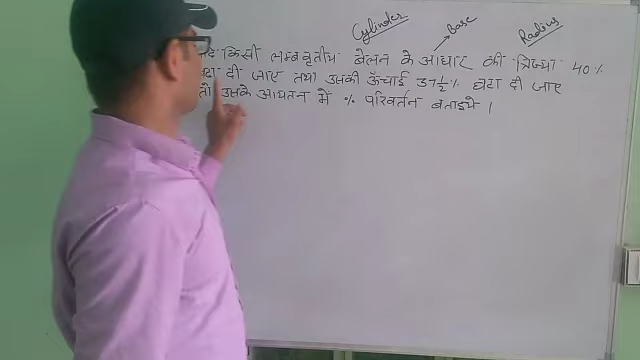 Cylinder Base Radius
किसी लम्बवृतीय बेलन के आधार की त्रिज्या 40%
दी जाए तथा उसकी ऊँचाई 37½% घटा दी जाए
तो उसके आयतन में % परिवर्तन बताइये।